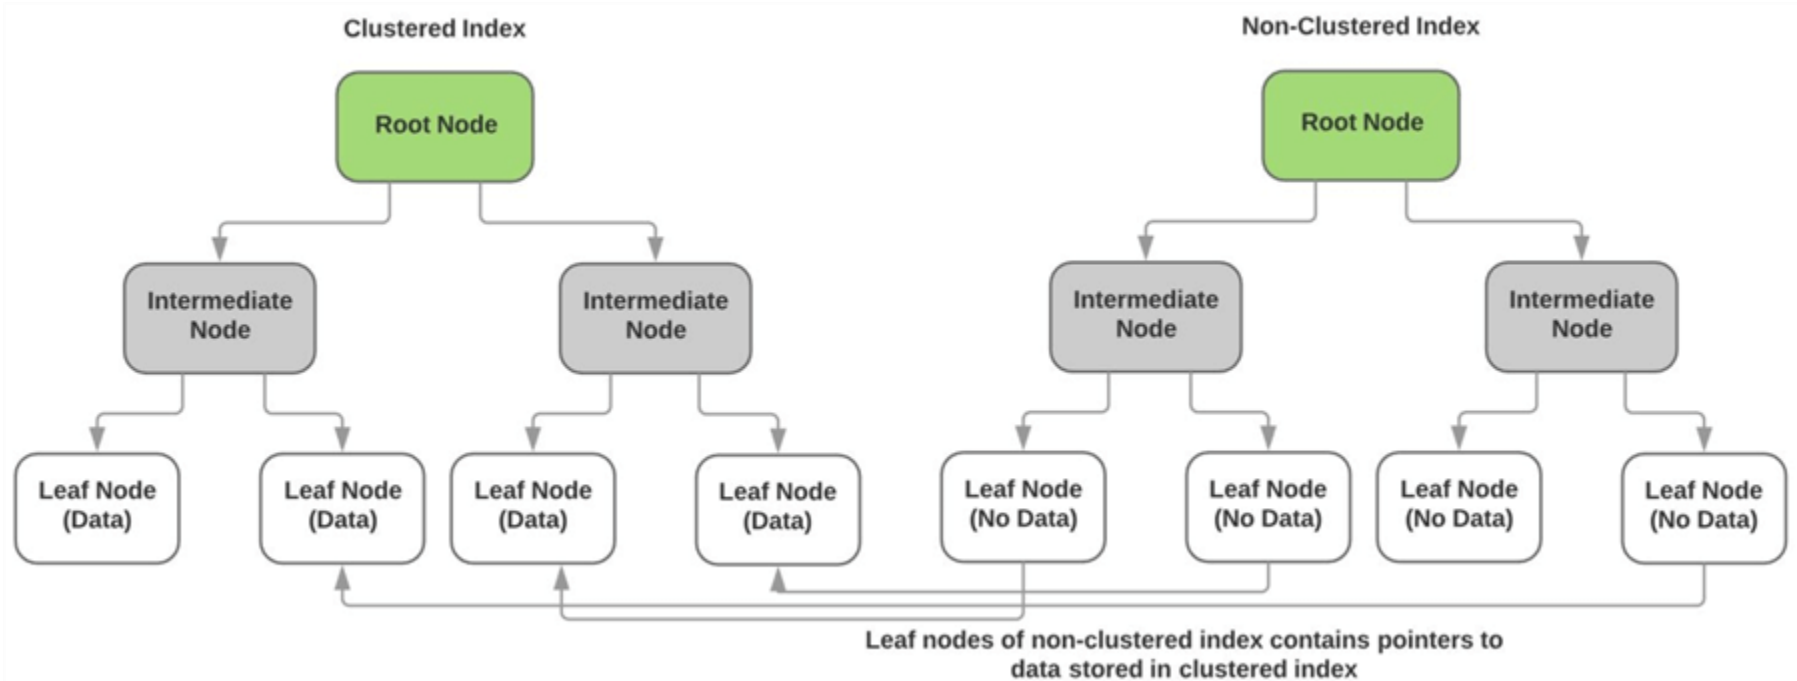 Clustered Index
Root Node
Intermediate
Node
Intermediate
Node
Leaf Node
(Data)
Leaf Node
(Data)
Leaf Node
(Data)
Leaf Node
(Data)
Non-Clustered Index
Root Node
Intermediate
Node
Intermediate
Node
Leaf Node
(No Data)
Leaf Node
(No Data)
Leaf Node
(No Data)
Leaf Node
(No Data)
Leaf nodes of non-clustered index contains pointers to
data stored in clustered index